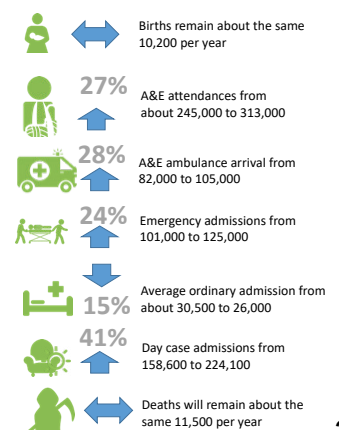 Births remain about the same
10,200 per year
27%
A&E attendances from
about 245,000 to 313,000
28%
A&E ambulance arrival from
82,000 to 105,000
24%
Emergency admissions from
101,000 to 125,000
Average ordinary admission from
15%
about 30,500 to 26,000
41%
Day case admissions from
158,600 to 224,100
Deaths will remain about the
same 11,500 per year